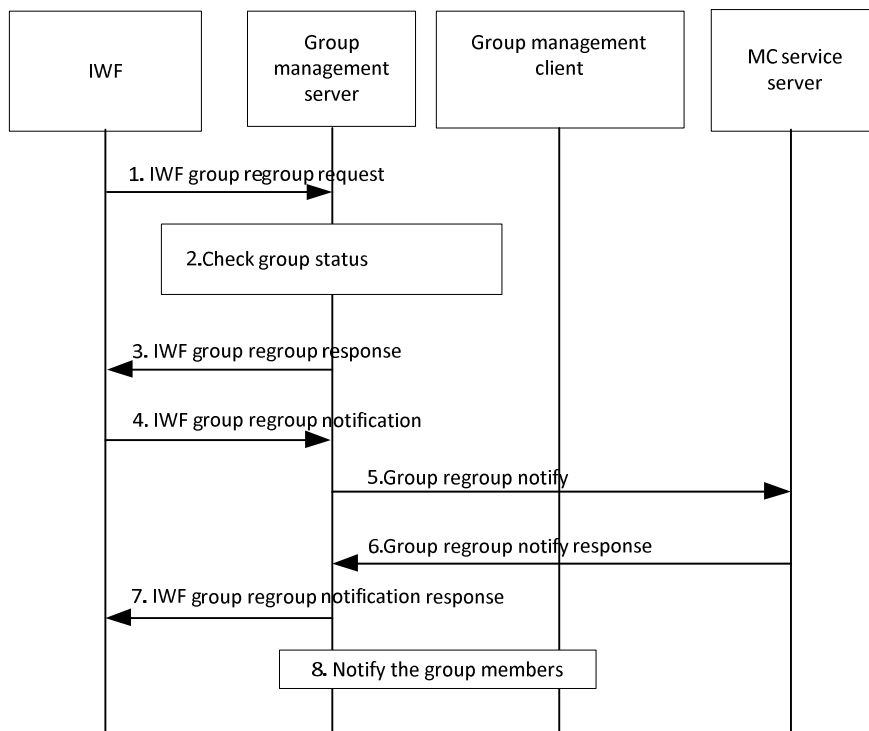 IWF
Group
management
server
Group management
client
MC service
server
1. IWF group regroup request
2.Check group status
3. IWF group regroup response
4. IWF group regroup notification
5.Group regroup notify
6.Group regroup notify response
7. IWF group regroup notification response
8. Notify the group members